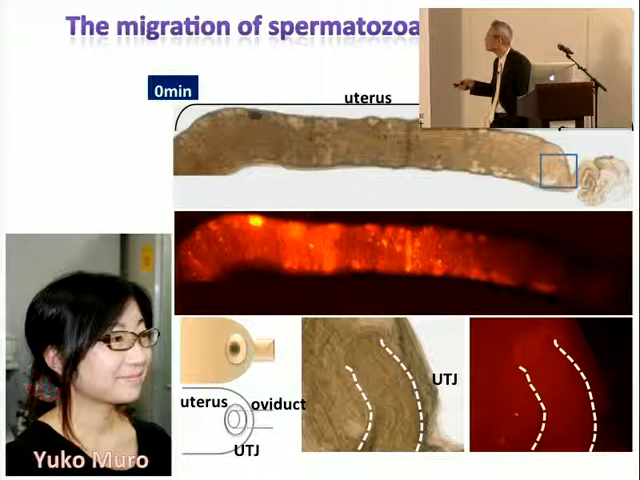 The migration of spermatozoa
0min
uterus
UTJ
uterus
oviduct
UTJ
Yuko Muro